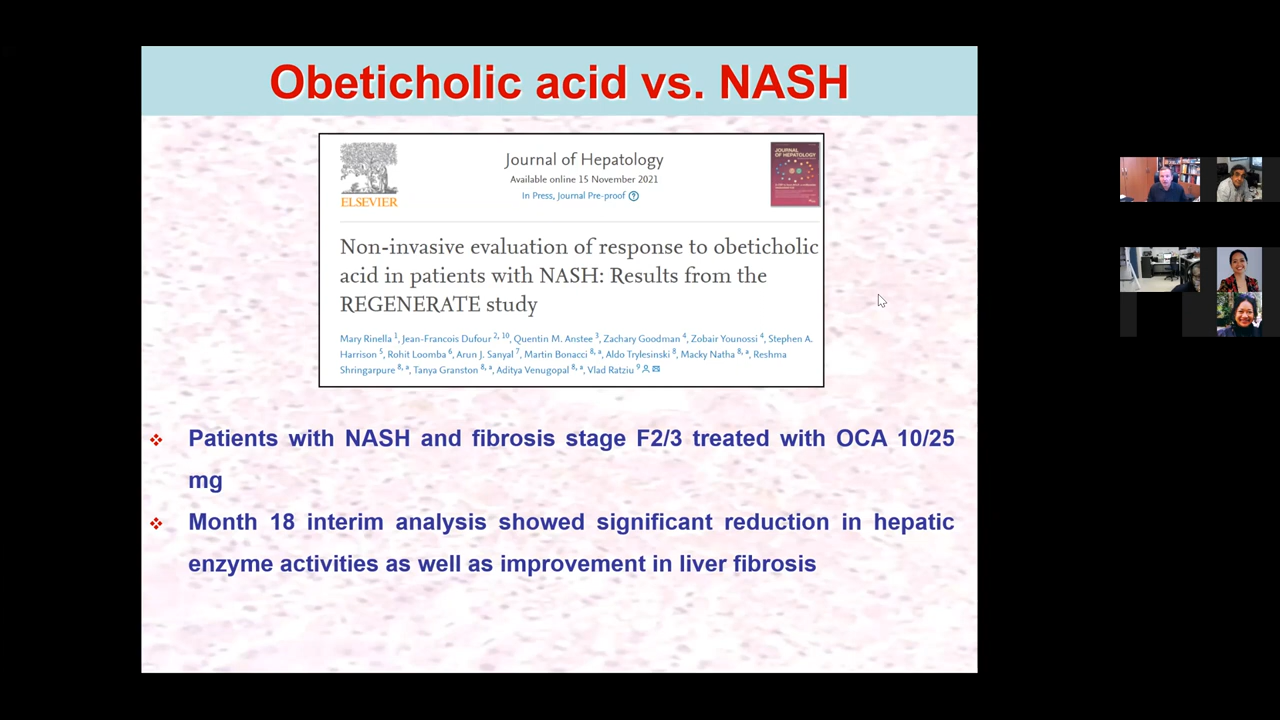 Obeticholic acid vs. NASH
ELSEVIER
Journal of Hepatology
Available online 15 November 2021
In Press, Journal Pre-proof ?
JOURNAL OF HEPATOLOGY
Non-invasive evaluation of response to obeticholic
acid in patients with NASH: Results from the
REGENERATE study
Mary Rinella 1, Jean-Francois Dufour 2, 10, Quentin M. Anstee 3, Zachary Goodman 4, Zobair Younossi 4, Stephen A.
Harrison 5, Rohit Loomba 6, Arun J. Sanyal 7, Martin Bonacci 8, a, Aldo Trylesinski 8, Macky Natha 8, a, Reshma
Shringarpure 8, a, Tanya Granston 8, a, Aditya Venugopal 8, a, Vlad Ratziu 9
❖ Patients with NASH and fibrosis stage F2/3 treated with OCA 10/25
mg
❖ Month 18 interim analysis showed significant reduction in hepatic
enzyme activities as well as improvement in liver fibrosis